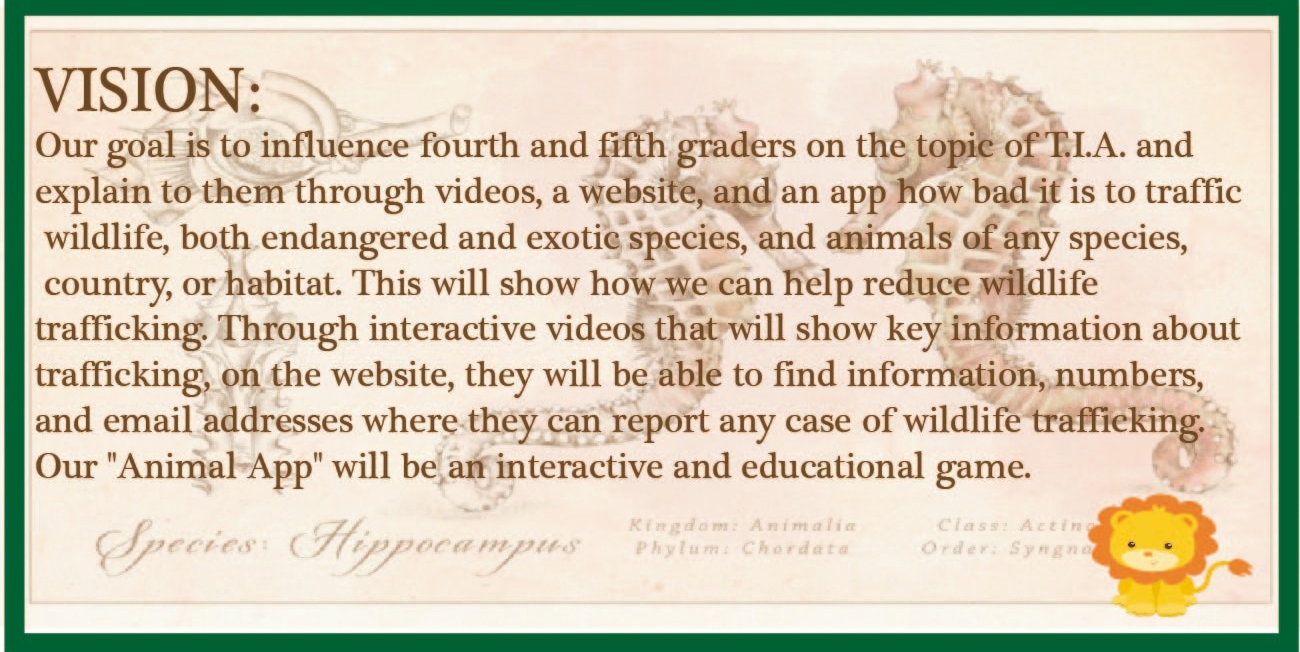 VISION:
Our goal is to influence fourth and fifth graders on the topic of T.I.A. and
explain to them through videos, a website, and an app how bad it is to traffic
wildlife, both endangered and exotic species, and animals of any species,
country, or habitat. This will show how we can help reduce wildlife
trafficking. Through interactive videos that will show key information about
trafficking, on the website, they will be able to find information, numbers,
and email addresses where they can report any case of wildlife trafficking.
Our "Animal App" will be an interactive and educational game.
Species: Hippocampus
Kingdom: Animalia
Phylum: Chordata
Class:
Order: